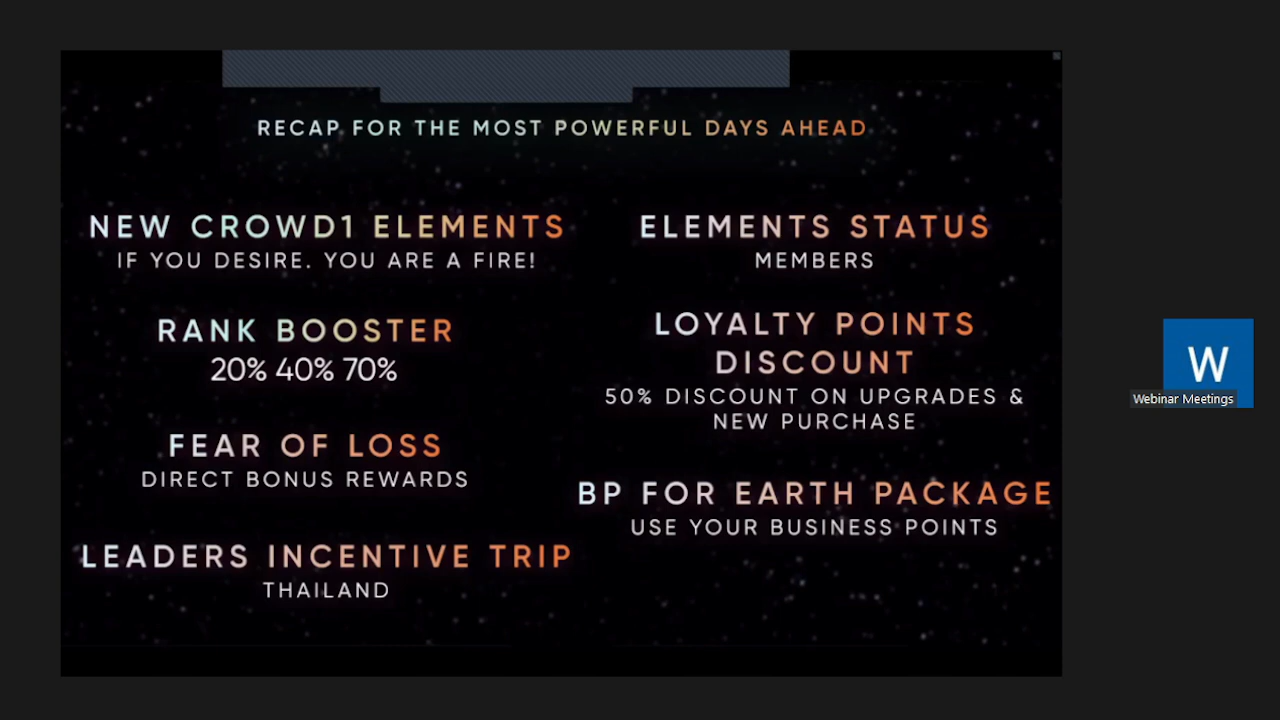 RECAP FOR THE MOST POWERFUL DAYS AHEAD
NEW CROWD1 ELEMENTS
IF YOU DESIRE. YOU ARE A FIRE!
RANK BOOSTER
20% 40% 70%
FEAR OF LOSS
DIRECT BONUS REWARDS
LEADERS INCENTIVE TRIP
THAILAND
ELEMENTS STATUS
MEMBERS
LOYALTY POINTS
DISCOUNT
50% DISCOUNT ON UPGRADES &
NEW PURCHASE
BP FOR EARTH PACKAGE
USE YOUR BUSINESS POINTS
W
Webinar Meetings